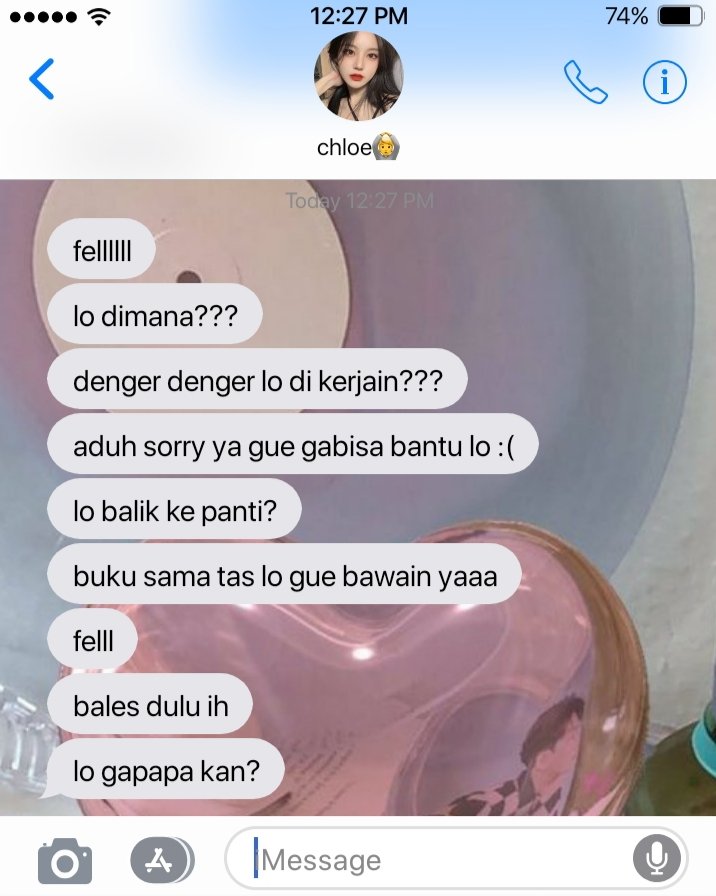 12:27 PM
74%
chloe🙆
Today 12:27 PM
fellllll
lo dimana???
denger denger lo di kerjain???
aduh sorry ya gue gabisa bantu lo :(
lo balik ke panti?
buku sama tas lo gue bawain yaaa
felll
bales dulu ih
lo gapapa kan?
Message